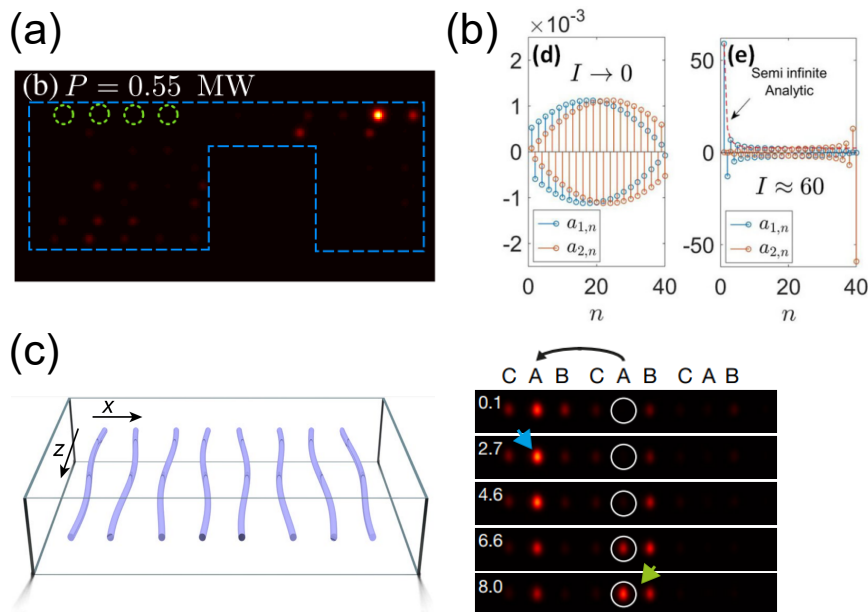 (a)
(b) P = 0.55 MW
(b)
×10⁻³
(d)
I → 0
2
1
0
-1
-2
0 20 40
n
a₁,ₙ
a₂,ₙ
(e)
Semi infinite
Analytic
I ≈ 60
50
0
-50
0 20 40
n
a₁,ₙ
a₂,ₙ
(c)
x
z
C A B C A B C A B
0.1
2.7
4.6
6.6
8.0